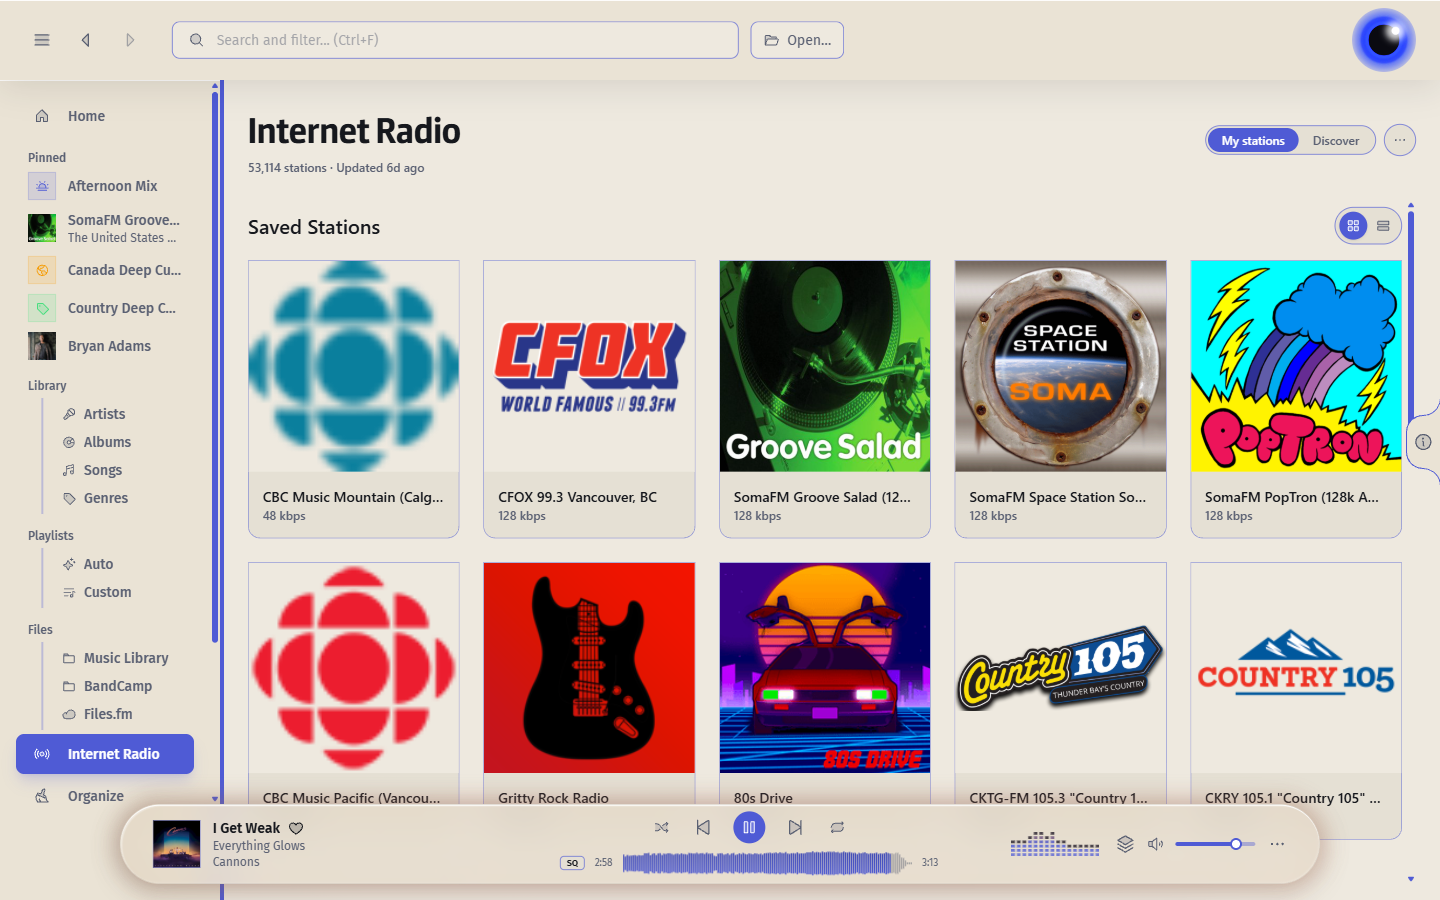 Search and filter... (Ctrl+F)
Open...
Home
Pinned
Afternoon Mix
SomaFM Groove...
The United States ...
Canada Deep Cu...
Country Deep C...
Bryan Adams
Library
Artists
Albums
Songs
Genres
Playlists
Auto
Custom
Files
Music Library
BandCamp
Files.fm
Internet Radio
Organize
Internet Radio
53,114 stations · Updated 6d ago
My stations
Discover
Saved Stations
CFOX
WORLD FAMOUS // 99.3FM
Groove Salad
SPACE
STATION
SOMA
POPTRON
CBC Music Mountain (Calg...
48 kbps
CFOX 99.3 Vancouver, BC
128 kbps
SomaFM Groove Salad (12...
128 kbps
SomaFM Space Station So...
128 kbps
SomaFM PopTron (128k A...
128 kbps
80S DRIVE
Country 105
THUNDER BAY'S COUNTRY
COUNTRY 105
CBC Music Pacific (Vancou...
Gritty Rock Radio
80s Drive
CKTG-FM 105.3 "Country 1...
CKRY 105.1 "Country 105" ...
I Get Weak
Everything Glows
Cannons
SQ
2:58
3:13